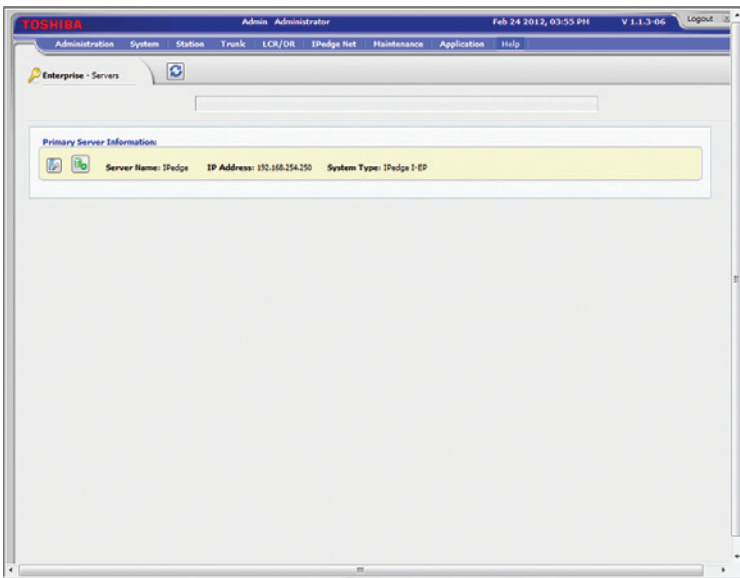 TOSHIBA Admin Administrator Feb 24 2012, 03:55 PM V 1.1.3-06 Logout
Administration System Station Trunk LCR/DR IPedge Net Maintenance Application Help
Enterprise - Servers
Primary Server Information:
Server Name: IPedge IP Address: 192.168.254.250 System Type: IPedge I-EP